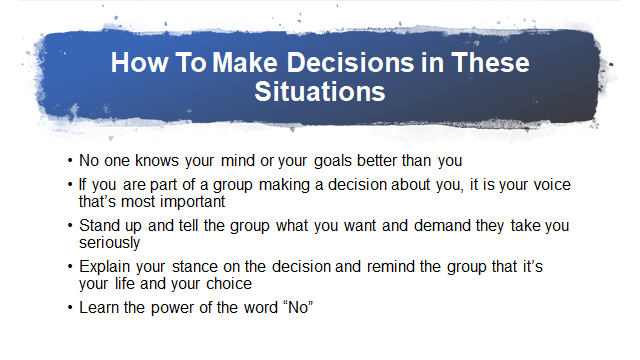 How To Make Decisions in These
Situations
• No one knows your mind or your goals better than you
• If you are part of a group making a decision about you, it is your voice
that's most important
• Stand up and tell the group what you want and demand they take you
seriously
• Explain your stance on the decision and remind the group that it's
your life and your choice
• Learn the power of the word “No”